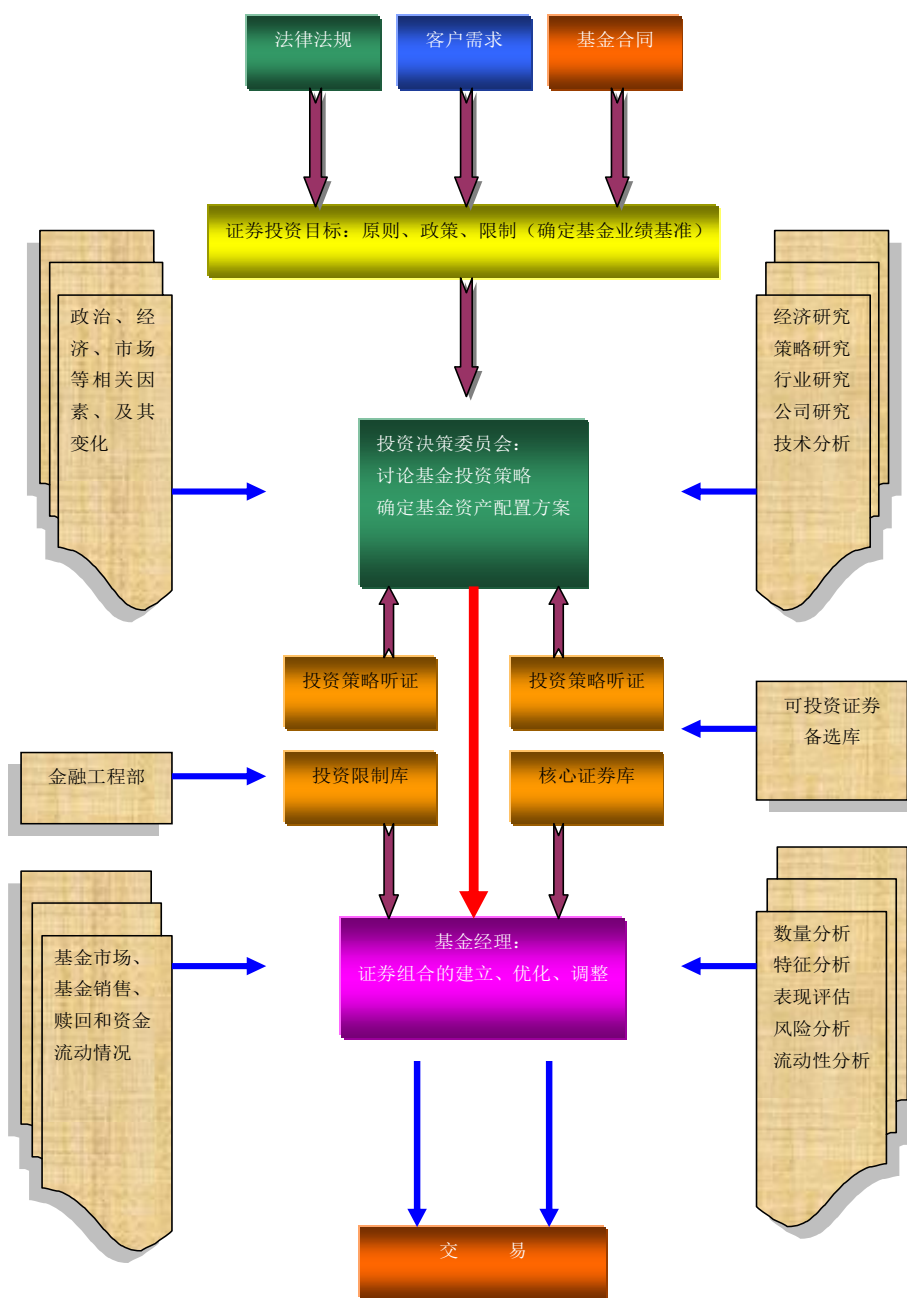 法律法规
客户需求
基金合同
证券投资目标：原则、政策、限制（确定基金业绩基准）
政治、经
济、市场
等相关因
素、及其
变化
经济研究
策略研究
行业研究
公司研究
技术分析
投资决策委员会：
讨论基金投资策略
确定基金资产配置方案
投资策略听证
投资策略听证
可投资证券
备选库
金融工程部
投资限制库
核心证券库
基金经理：
证券组合的建立、优化、调整
基金市场、
基金销售、
赎回和资金
流动情况
数量分析
特征分析
表现评估
风险分析
流动性分析
交 易